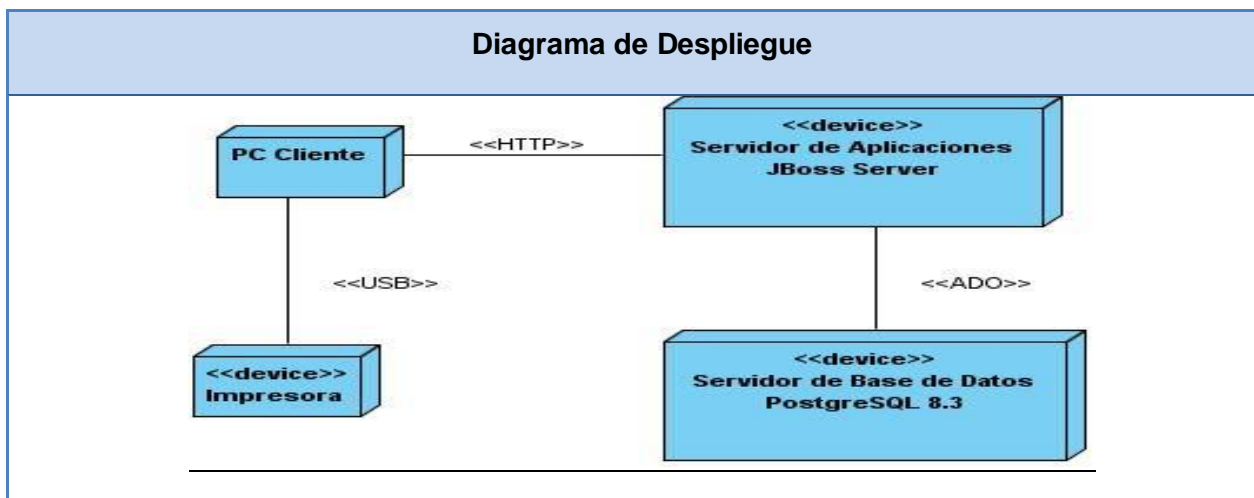 Diagrama de Despliegue
PC Cliente
<<HTTP>>
<<device>>
Servidor de Aplicaciones
JBoss Server
<<USB>>
<<ADO>>
<<device>>
Impresora
<<device>>
Servidor de Base de Datos
PostgreSQL 8.3